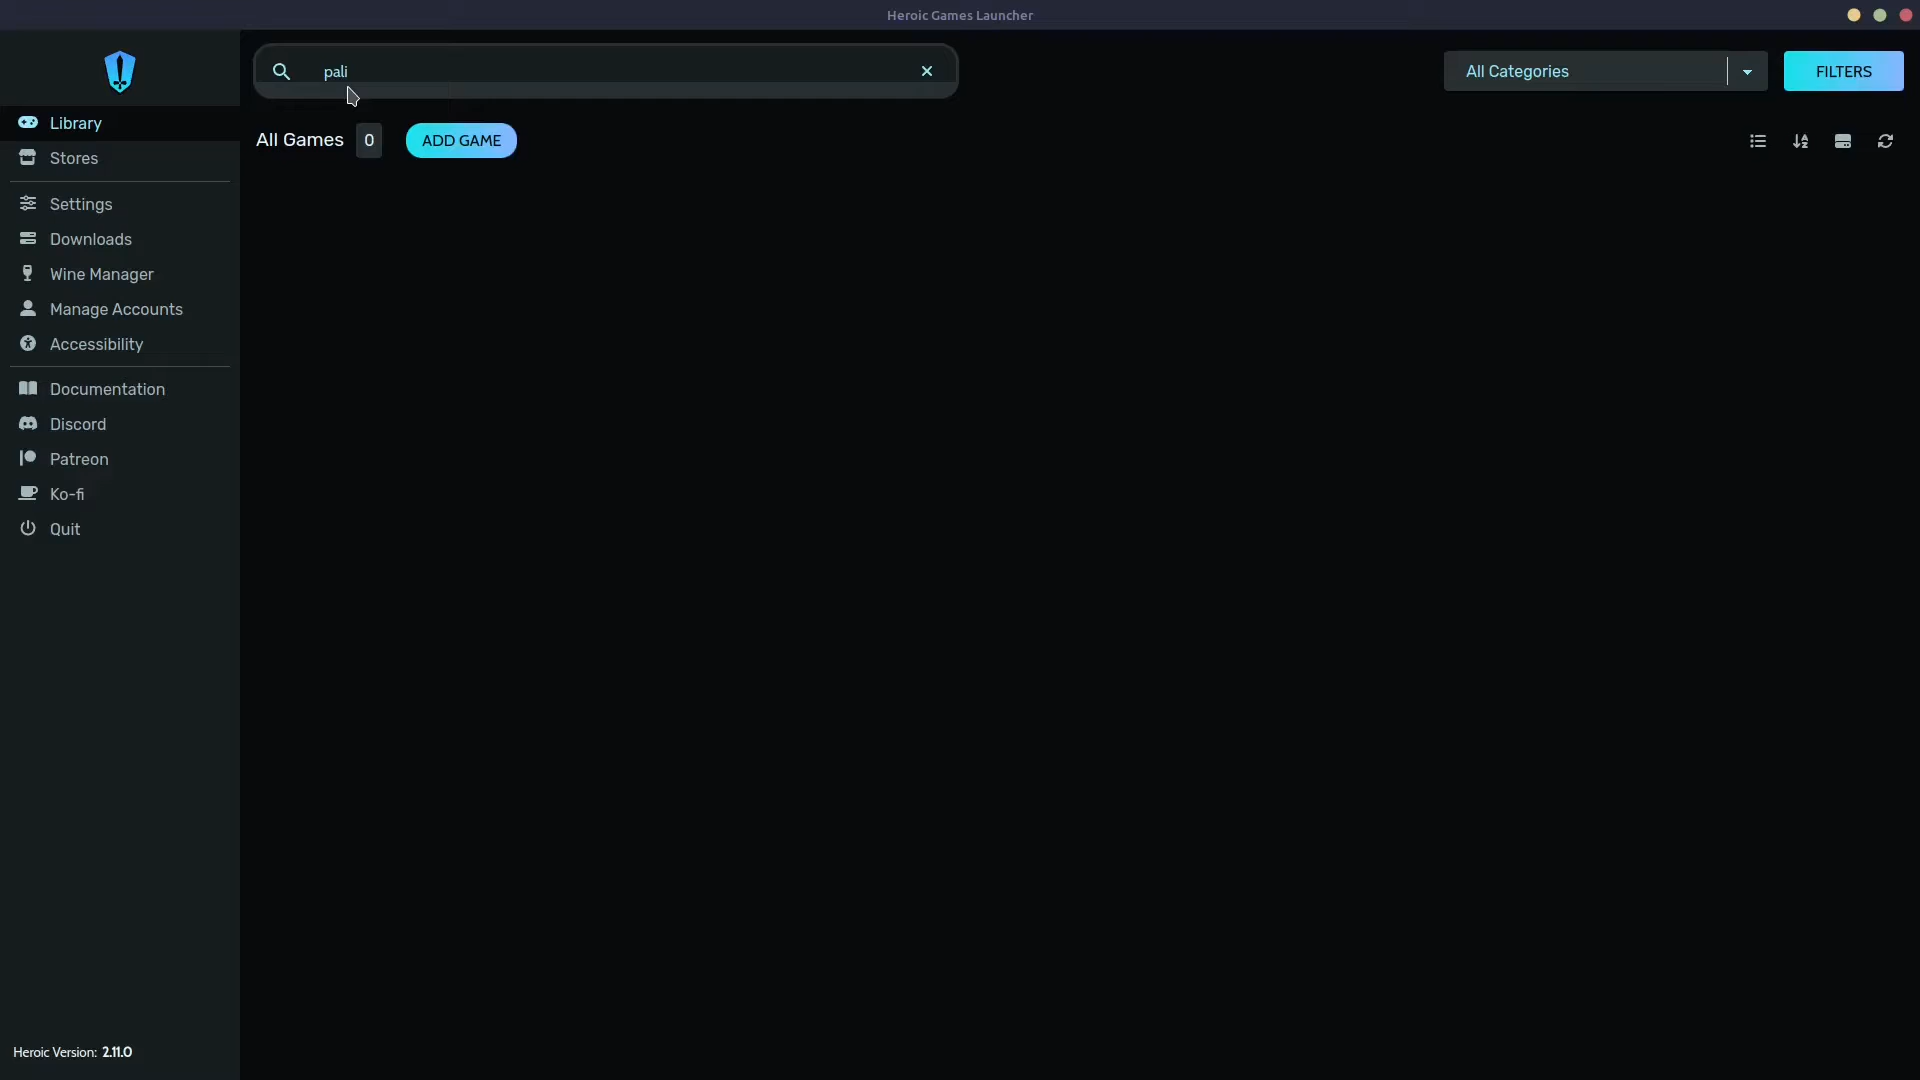 Heroic Games Launcher
pali
All Categories
FILTERS
Library
All Games 0 ADD GAME
Stores
Settings
Downloads
Wine Manager
Manage Accounts
Accessibility
Documentation
Discord
Patreon
Ko-fi
Quit
Heroic Version: 2.11.0